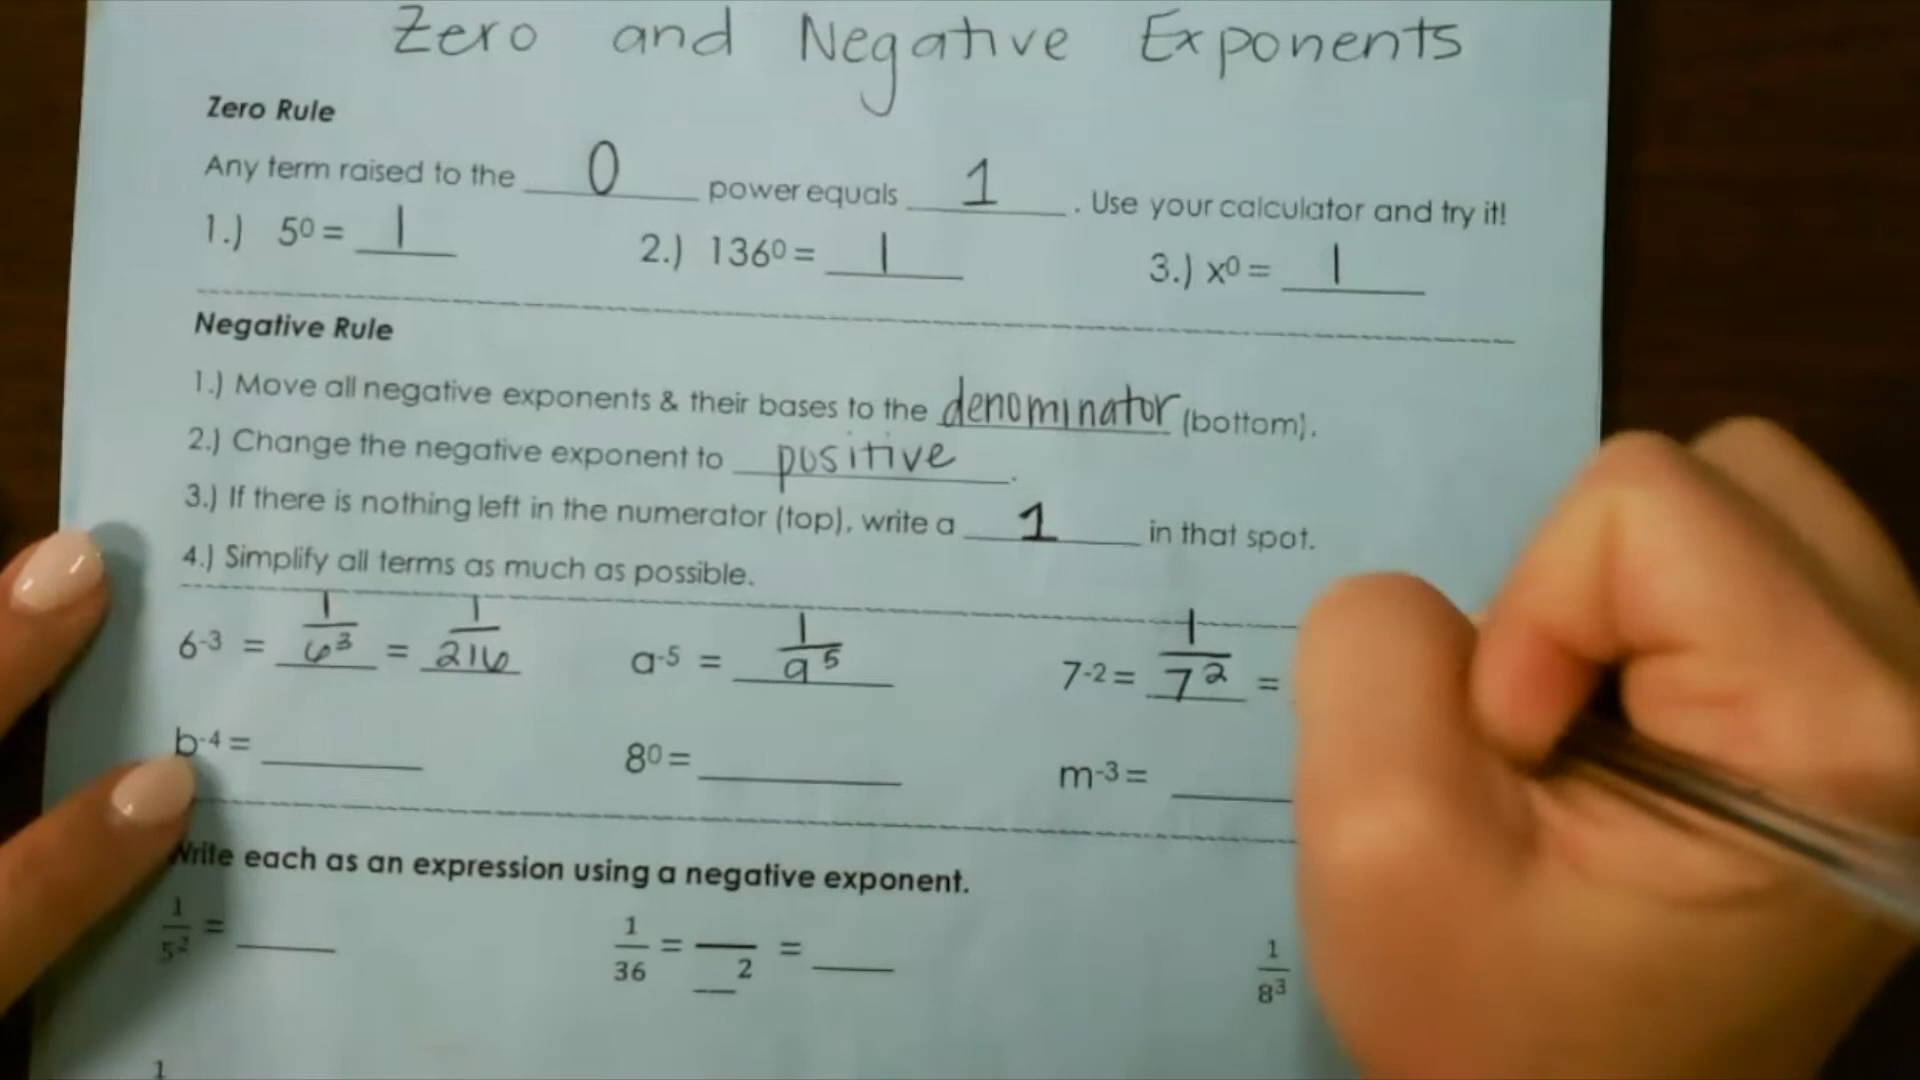 Zero and Negative Exponents
Zero Rule
Any term raised to the 0 power equals 1. Use your calculator and try it!
1.) 5⁰ = 1 2.) 136⁰ = 1 3.) x⁰ = 1
Negative Rule
1.) Move all negative exponents & their bases to the denominator (bottom).
2.) Change the negative exponent to positive.
3.) If there is nothing left in the numerator (top), write a 1 in that spot.
4.) Simplify all terms as much as possible.
6⁻³ = 1/6³ = 1/216 a⁻⁵ = 1/a⁵ 7⁻² = 1/7² =
b⁻⁴ = ____ 8⁰ = ____ m⁻³ = ____
Write each as an expression using a negative exponent.
1/5² = ____ 1/36 = __/__² = ____ 1/8³
1